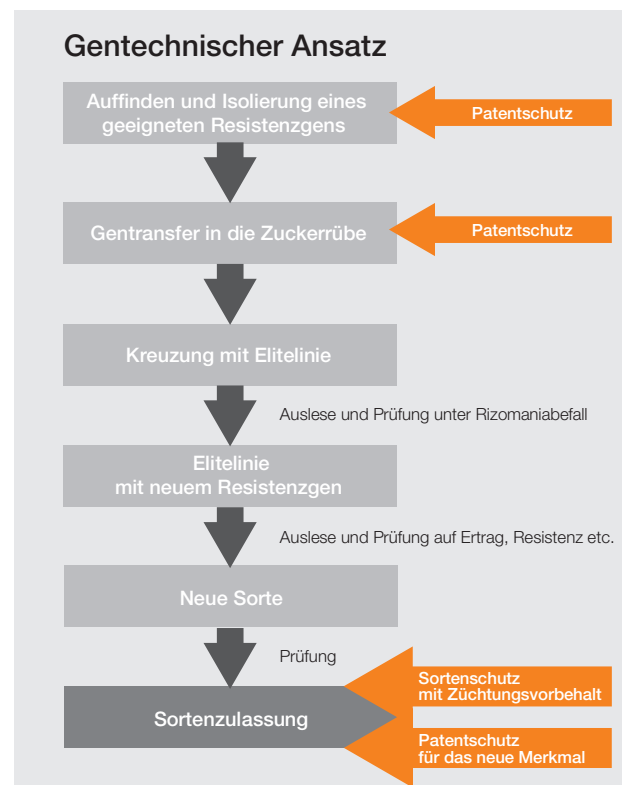 Gentechnischer Ansatz
Auffinden und Isolierung eines
geeigneten Resistenzgens
Patentschutz
Gentransfer in die Zuckerrübe
Patentschutz
Kreuzung mit Elitelinie
Auslese und Prüfung unter Rizomaniabefall
Elitelinie
mit neuem Resistenzgen
Auslese und Prüfung auf Ertrag, Resistenz etc.
Neue Sorte
Prüfung
Sortenschutz
mit Züchtungsvorbehalt
Sortenzulassung
Patentschutz
für das neue Merkmal